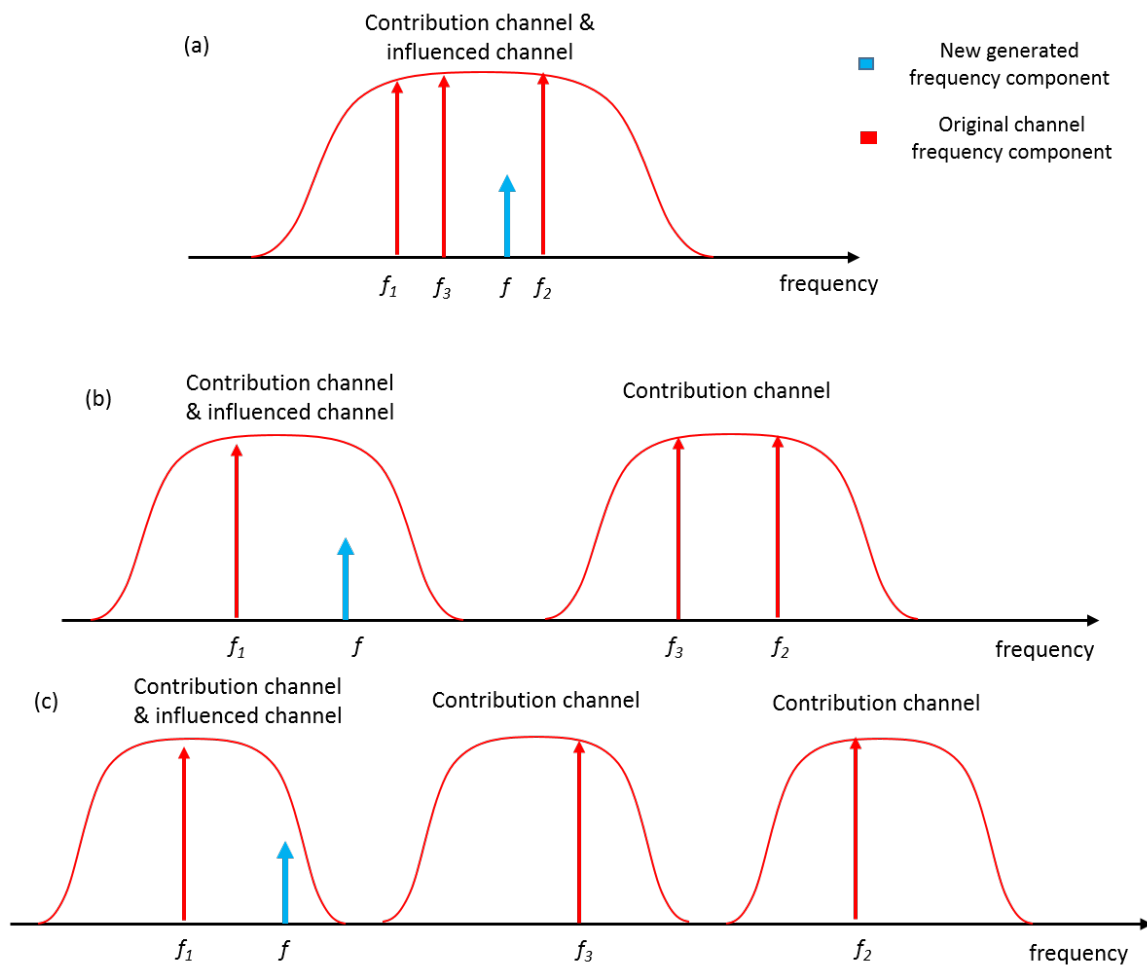 (a)
Contribution channel &
influenced channel
New generated
frequency component
Original channel
frequency component
f1 f3 f f2
frequency
(b)
Contribution channel
& influenced channel
Contribution channel
f1 f f3 f2
frequency
(c)
Contribution channel
& influenced channel
Contribution channel
Contribution channel
f1 f f3 f2
frequency